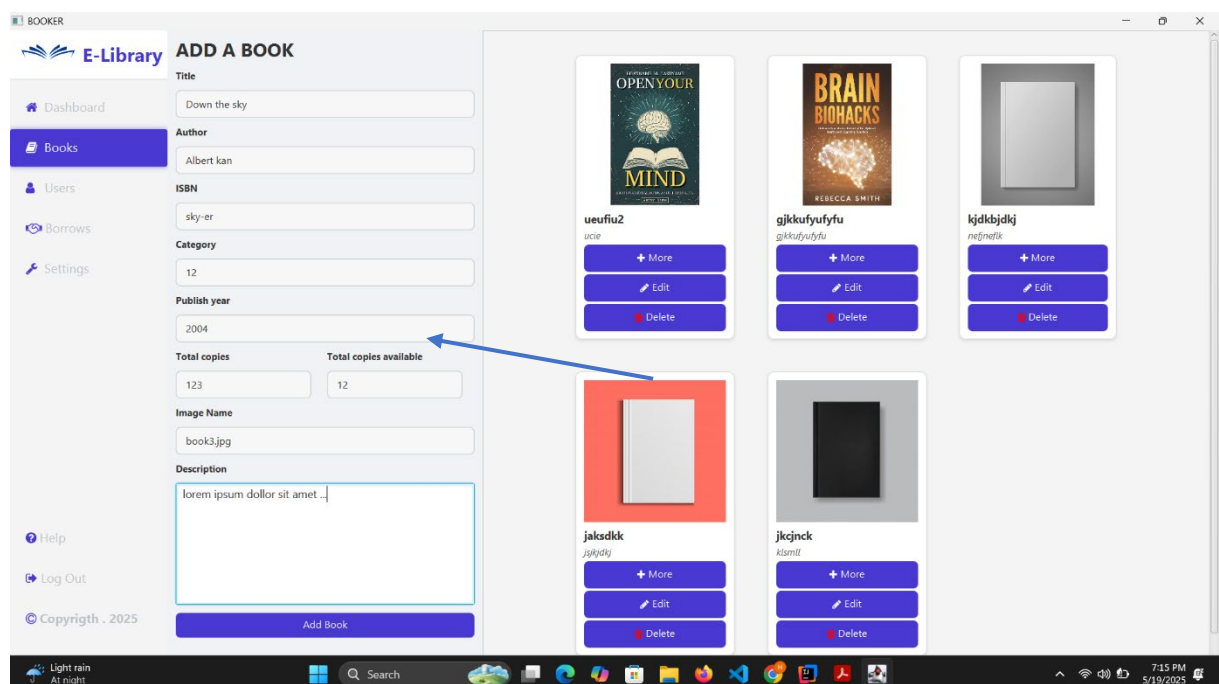 BOOKER
E-Library
Dashboard
Books
Users
Borrows
Settings
Help
Log Out
© Copyrigth . 2025
ADD A BOOK
Title
Down the sky
Author
Albert kan
ISBN
sky-er
Category
12
Publish year
2004
Total copies Total copies available
123 12
Image Name
book3.jpg
Description
lorem ipsum dollor sit amet ..
Add Book
OPEN YOUR
MIND
ueufiu2
ucie
+ More
Edit
Delete
BRAIN
BIOHACKS
REBECCA SMITH
gjkkufyufyfu
gjkkufyufyfu
+ More
Edit
Delete
kjdkbjdkj
nefjneflk
+ More
Edit
Delete
jaksdkk
jsjkjdkj
+ More
Edit
Delete
jkcjnck
klsmll
+ More
Edit
Delete
Light rain
At night
Search
7:15 PM
5/19/2025